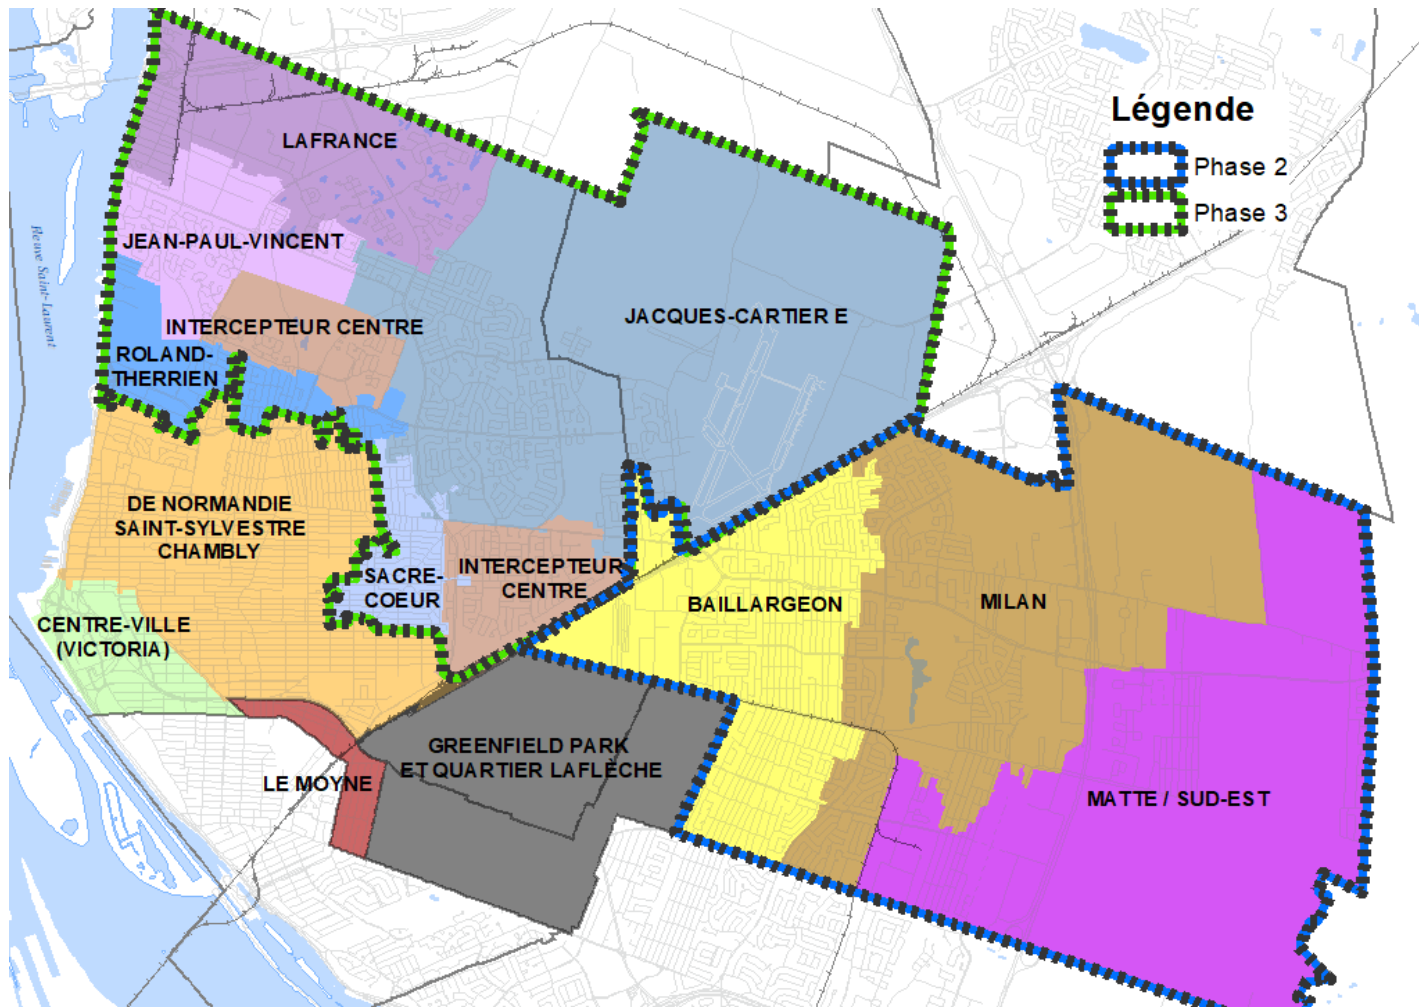 Légende
Phase 2
Phase 3
LAFRANCE
JEAN-PAUL-VINCENT
fleuve Saint-Laurent
INTERCEPTEUR CENTRE
JACQUES-CARTIER E
ROLAND-
THERRIEN
DE NORMANDIE
SAINT-SYLVESTRE
CHAMBLY
SACRE-
COEUR
INTERCEPTEUR
CENTRE
BAILLARGEON
MILAN
CENTRE-VILLE
(VICTORIA)
GREENFIELD PARK
ET QUARTIER LAFLÈCHE
LE MOYNE
MATTE / SUD-EST